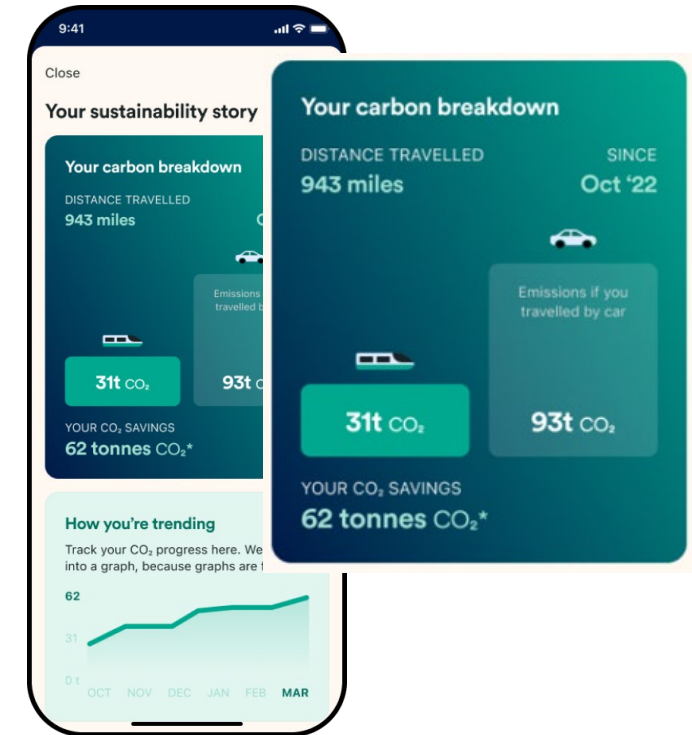 9:41
Close
Your sustainability story
Your carbon breakdown
DISTANCE TRAVELLED
943 miles
Emissions
travelled
31t CO₂
93t
YOUR CO₂ SAVINGS
62 tonnes CO₂*
How you're trending
Track your CO₂ progress here. We
into a graph, because graphs are
62
31
0 t
OCT NOV DEC JAN FEB MAR
Your carbon breakdown
DISTANCE TRAVELLED SINCE
943 miles Oct ‘22
Emissions if you
travelled by car
31t CO₂ 93t CO₂
YOUR CO₂ SAVINGS
62 tonnes CO₂*